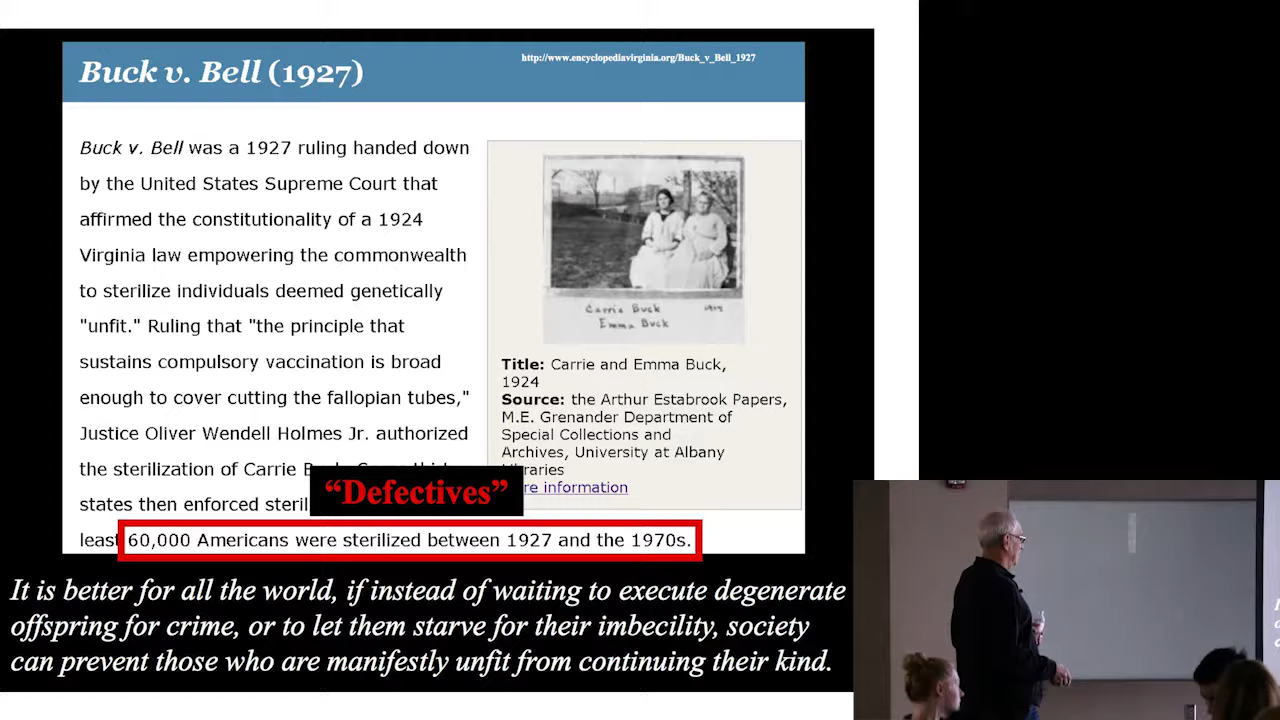 Buck v. Bell (1927)
http://www.encyclopediavirginia.org/Buck_v_Bell_1927
Buck v. Bell was a 1927 ruling handed down
by the United States Supreme Court that
affirmed the constitutionality of a 1924
Virginia law empowering the commonwealth
to sterilize individuals deemed genetically
"unfit." Ruling that "the principle that
sustains compulsory vaccination is broad
enough to cover cutting the fallopian tubes,"
Justice Oliver Wendell Holmes Jr. authorized
the sterilization of Carrie
states then enforced
least 60,000 Americans were sterilized between 1927 and the 1970s.
Carrie Buck
Emma Buck
Title: Carrie and Emma Buck,
1924
Source: the Arthur Estabrook Papers,
M.E. Grenander Department of
Special Collections and
Archives, University at Albany
Libraries
information
“Defectives”
It is better for all the world, if instead of waiting to execute degenerate
offspring for crime, or to let them starve for their imbecility, society
can prevent those who are manifestly unfit from continuing their kind.